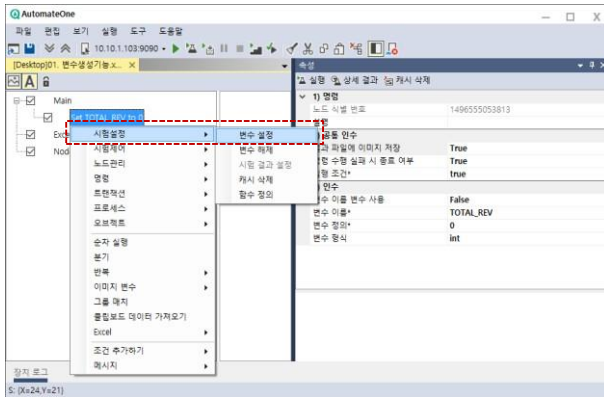 AutomateOne
파일 편집 보기 실행 도구 도움말
10.10.1.103:9090
[Desktop]01. 변수생성기능.x...
속성
실행 상세 결과 캐시 삭제
Main
Set TOTAL_REV to 0
Exce
Nod
시험설정
시험제어
노드관리
명령
트랜잭션
프로세스
오브젝트
순차 실행
분기
반복
이미지 변수
그룹 매치
클립보드 데이터 가져오기
Excel
조건 추가하기
메시지
변수 설정
변수 해제
시험 결과 설정
캐시 삭제
함수 정의
1) 명령
노드 식별 번호 1496555053813
설명
공통 인수
과 파일에 이미지 저장 True
령 수행 실패 시 종료 여부 True
행 조건* true
) 인수
수 이름 변수 사용 False
변수 이름* TOTAL_REV
변수 정의* 0
변수 형식 int
장치 로그
S: {X=24,Y=21}